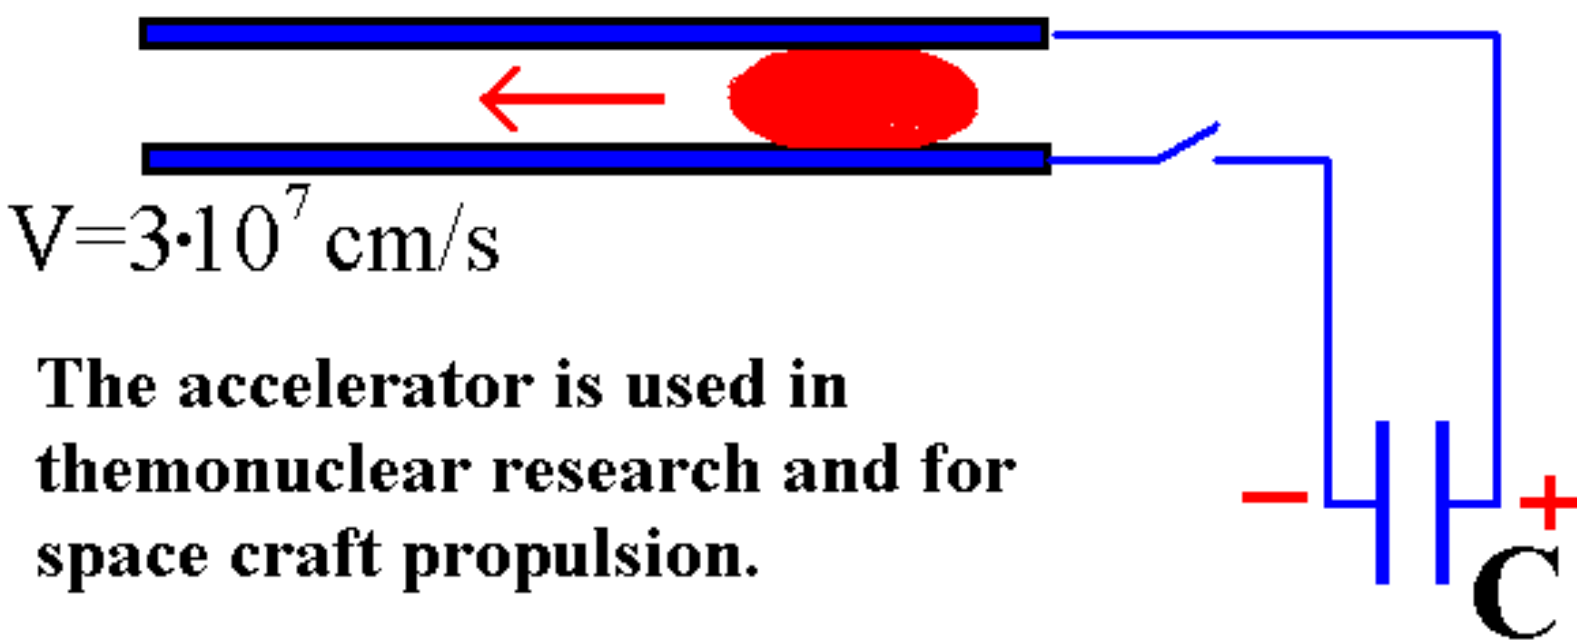 V=3·10⁷ cm/s
The accelerator is used in
themonuclear research and for
space craft propulsion.
− +
C